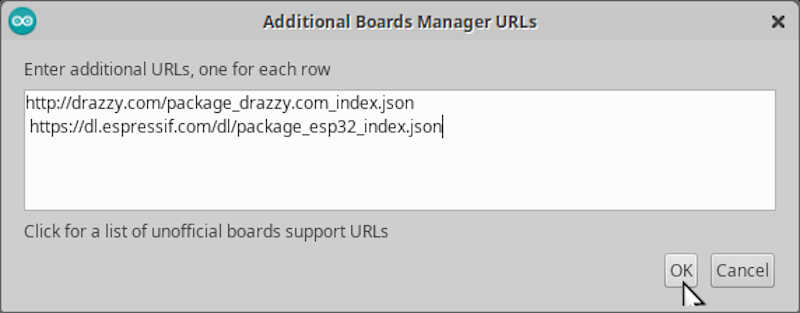 Additional Boards Manager URLs
Enter additional URLs, one for each row
http://drazzy.com/package_drazzy.com_index.json
https://dl.espressif.com/dl/package_esp32_index.json
Click for a list of unofficial boards support URLs
OK Cancel